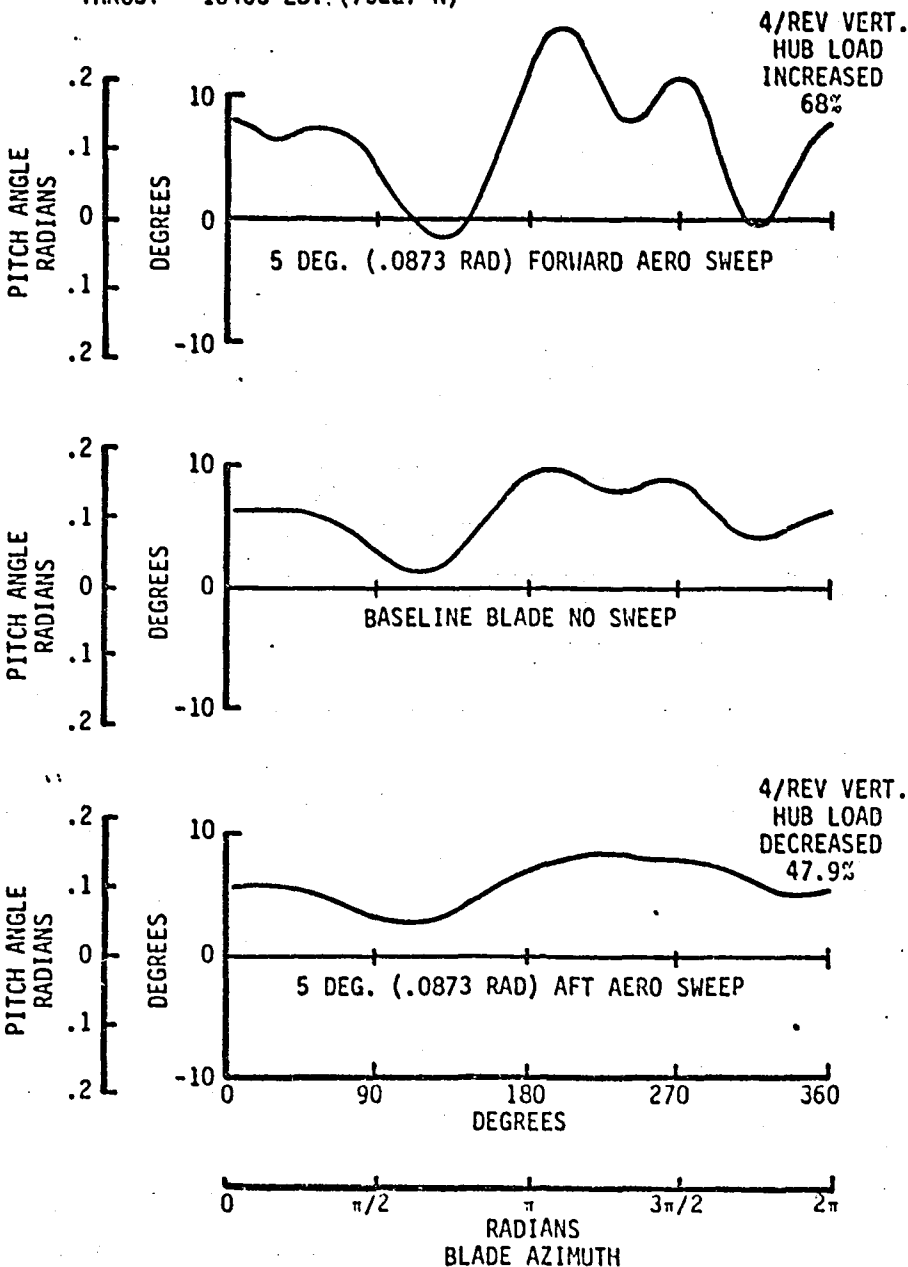 4/REV VERT.
HUB LOAD
INCREASED
68%
PITCH ANGLE
RADIANS
.2
.1
0
.1
.2
DEGREES
10
0
-10
5 DEG. (.0873 RAD) FORWARD AERO SWEEP
PITCH ANGLE
RADIANS
.2
.1
0
.1
.2
DEGREES
10
0
-10
BASELINE BLADE NO SWEEP
4/REV VERT.
HUB LOAD
DECREASED
47.9%
PITCH ANGLE
RADIANS
.2
.1
0
.1
.2
DEGREES
10
0
-10
5 DEG. (.0873 RAD) AFT AERO SWEEP
0 90 180 270 360
DEGREES
0 π/2 π 3π/2 2π
RADIANS
BLADE AZIMUTH